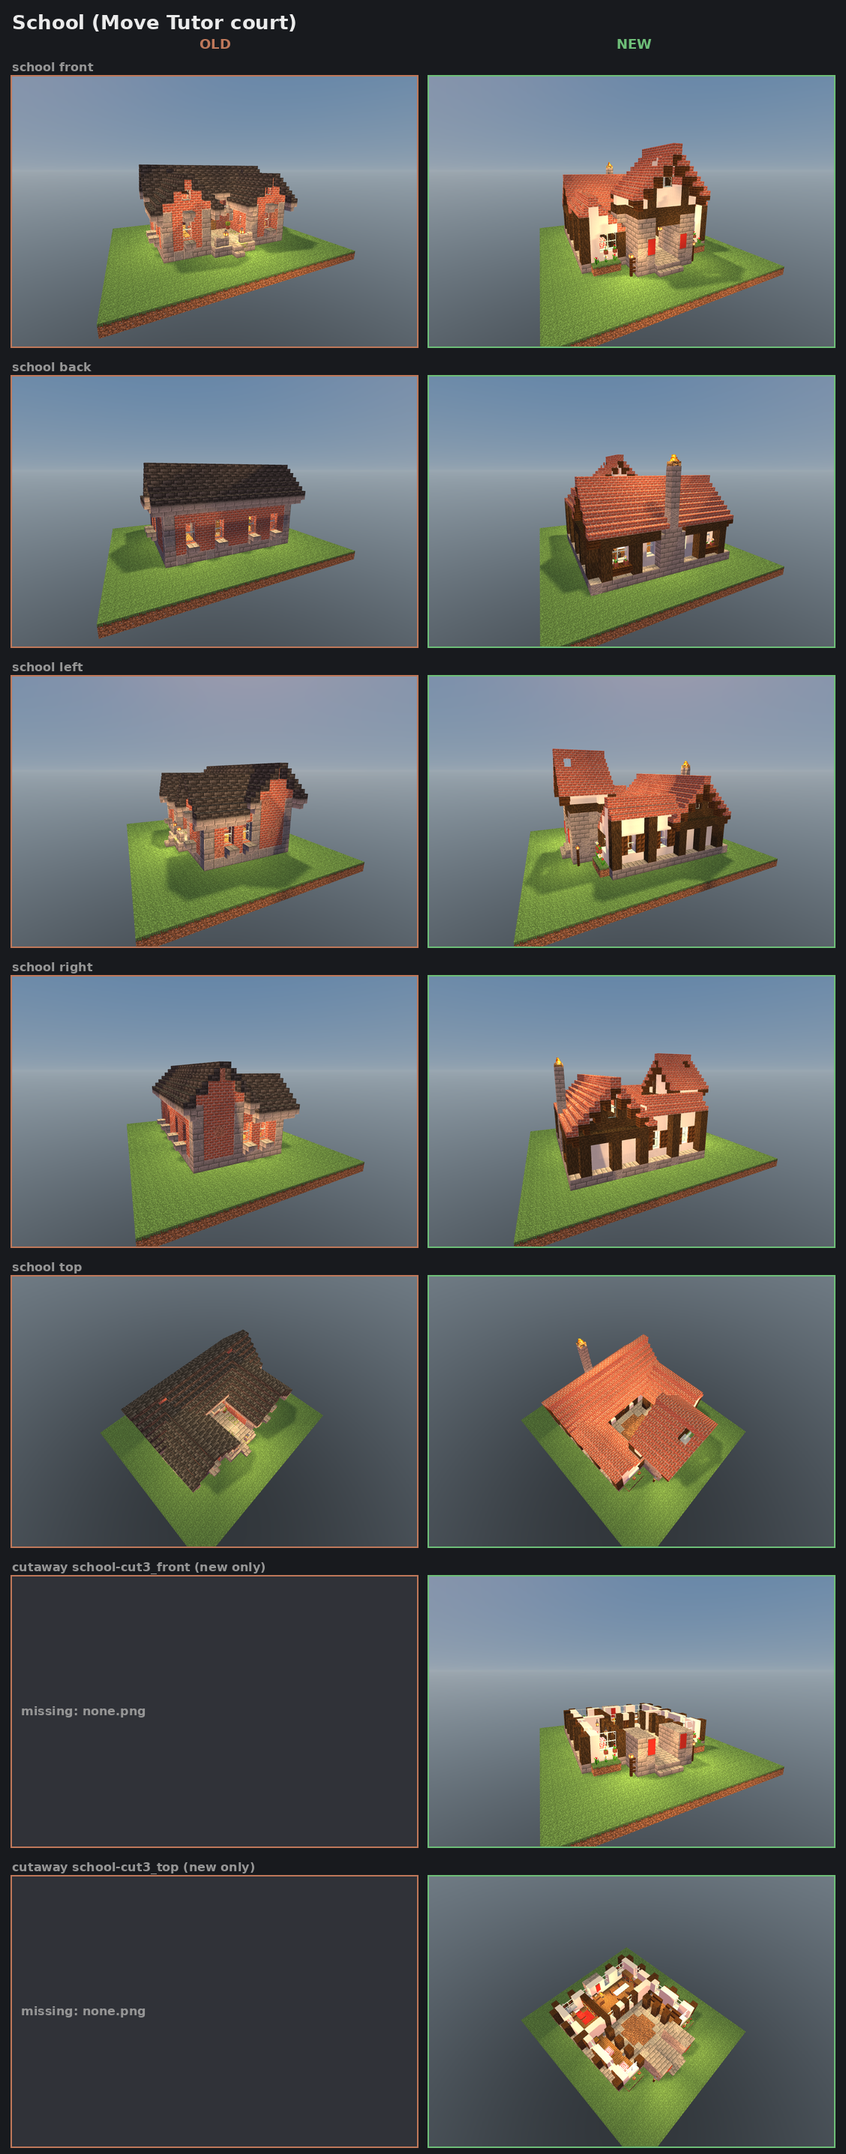 School (Move Tutor court)
OLD
NEW
school front
school back
school left
school right
school top
cutaway school-cut3_front (new only)
missing: none.png
cutaway school-cut3_top (new only)
missing: none.png